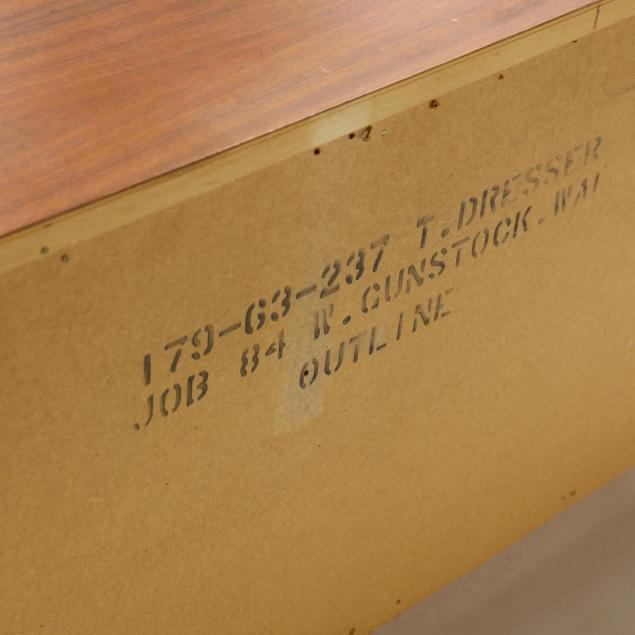 179-63-237 T.DRESSER
JOB 84 W.GUNSTOCK.WAL
OUTLINE